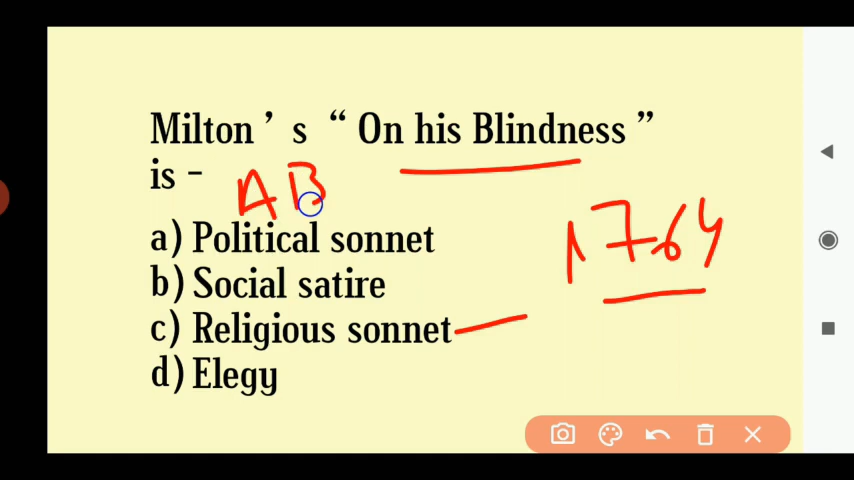 Milton ’ s “ On his Blindness ”
is -
AB
a) Political sonnet
1764
b) Social satire
c) Religious sonnet
d) Elegy